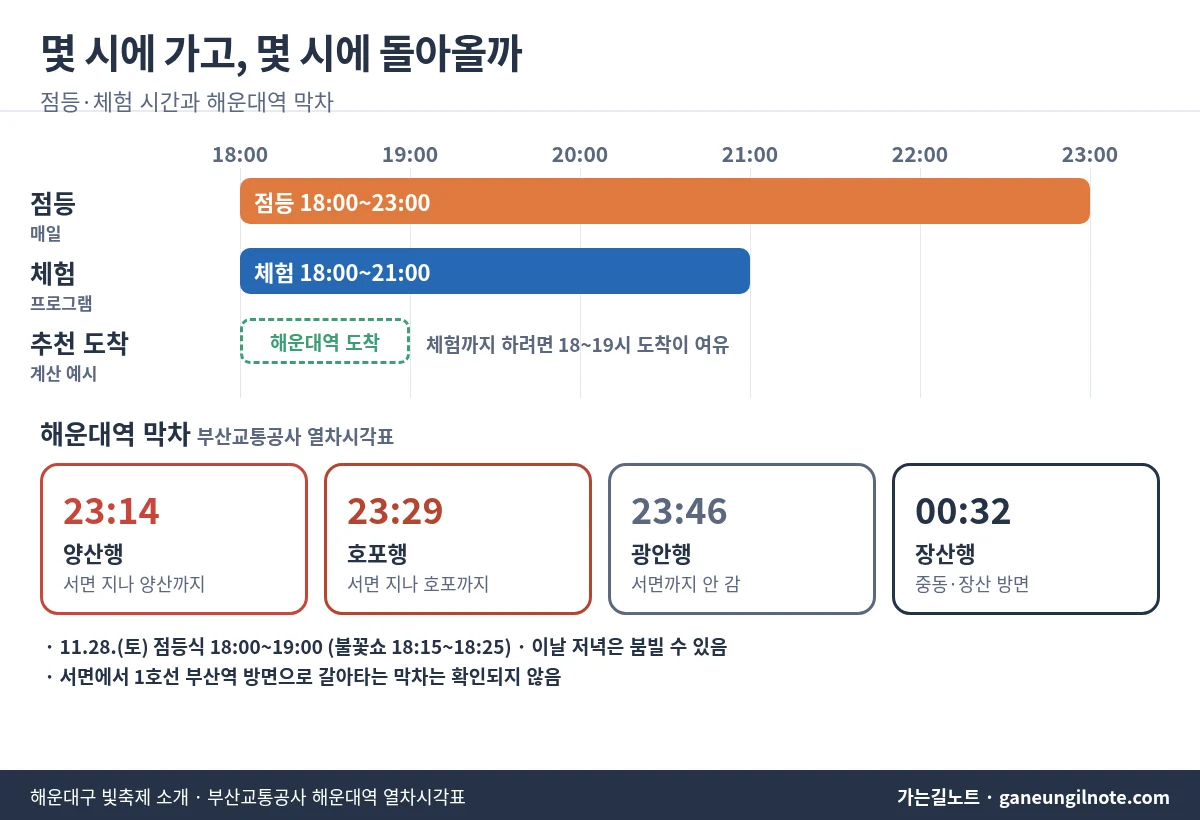 몇 시에 가고, 몇 시에 돌아올까
점등·체험 시간과 해운대역 막차
18:00 19:00 20:00 21:00 22:00 23:00
점등
매일
점등 18:00~23:00
체험
프로그램
체험 18:00~21:00
추천 도착
계산 예시
해운대역 도착
체험까지 하려면 18~19시 도착이 여유
해운대역 막차 부산교통공사 열차시각표
23:14
양산행
서면 지나 양산까지
23:29
호포행
서면 지나 호포까지
23:46
광안행
서면까지 안 감
00:32
장산행
중동·장산 방면
· 11.28.(토) 점등식 18:00~19:00 (불꽃쇼 18:15~18:25) · 이날 저녁은 붐빌 수 있음
· 서면에서 1호선 부산역 방면으로 갈아타는 막차는 확인되지 않음
해운대구 빛축제 소개 · 부산교통공사 해운대역 열차시각표
가는길노트 · ganeungilnote.com